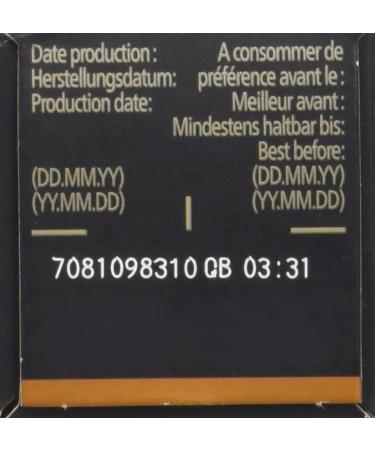 Date production :
Herstellungsdatum:
Production date:
A consommer de
préférence avant le :
Meilleur avant :
Mindestens haltbar bis:
Best before:
(DD.MM.YY)
(YY.MM.DD)
(DD.MM.YY)
(YY.MM.DD)
7081098310 QB 03:31